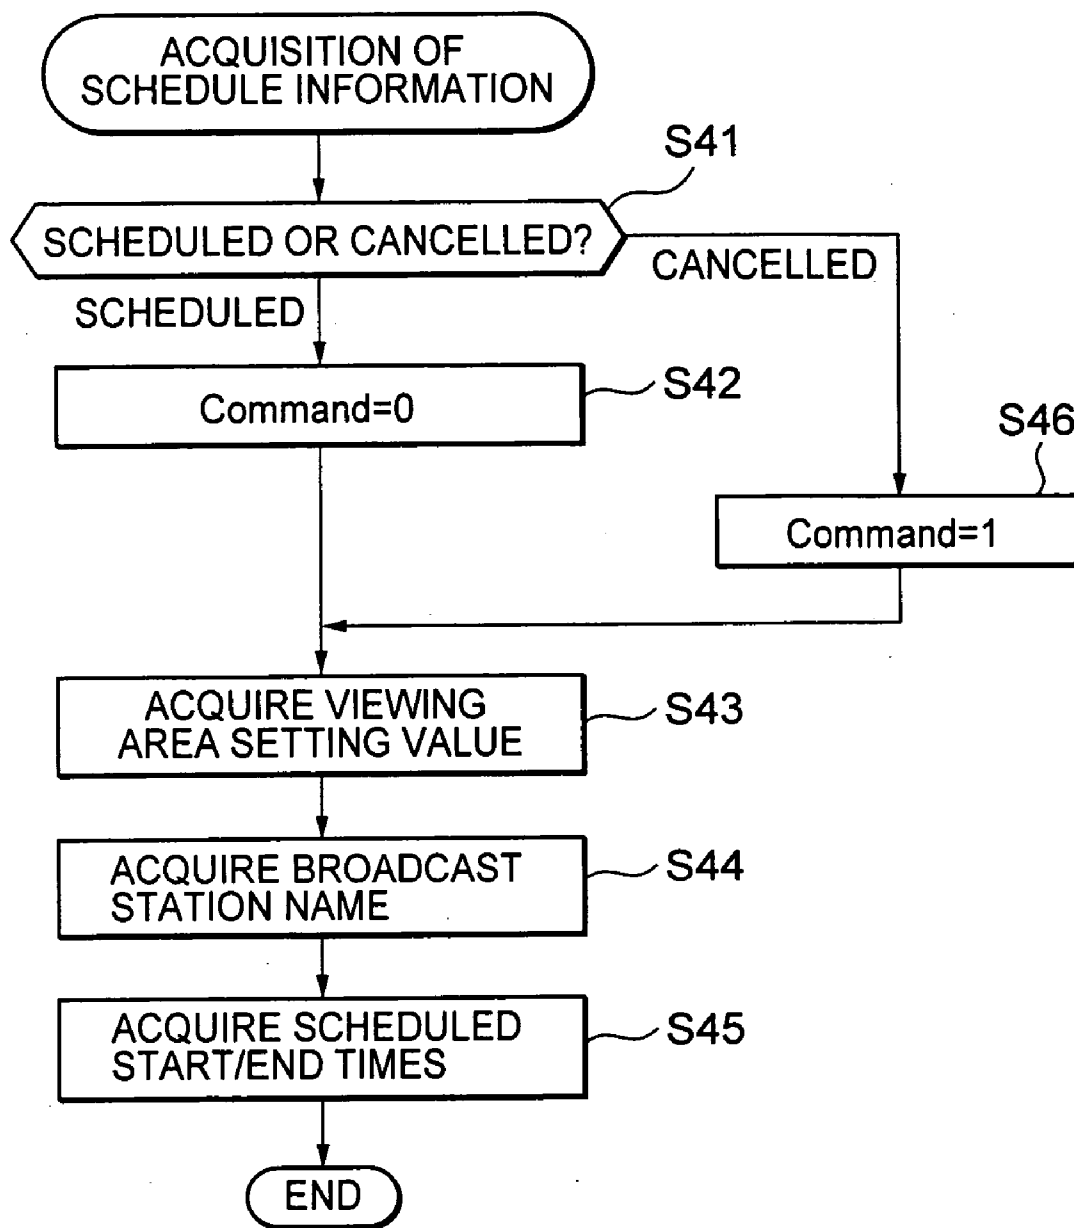 ACQUISITION OF
SCHEDULE INFORMATION
S41
SCHEDULED OR CANCELLED?
CANCELLED
SCHEDULED
S42
Command=0
S46
Command=1
ACQUIRE VIEWING
AREA SETTING VALUE
S43
ACQUIRE BROADCAST
STATION NAME
S44
ACQUIRE SCHEDULED
START/END TIMES
S45
END